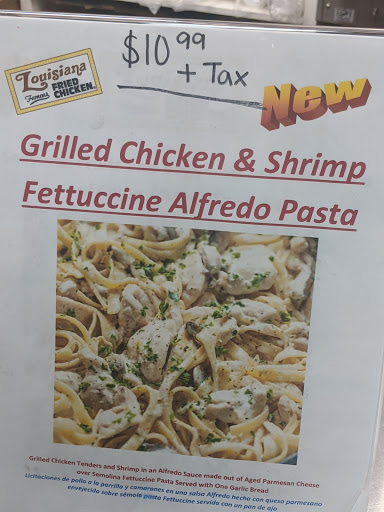 Louisiana
Famous FRIED
CHICKEN.
$10 99
+ Tax
New
Grilled Chicken & Shrimp
Fettuccine Alfredo Pasta
Grilled Chicken Tenders and Shrimp in an Alfredo Sauce made out of Aged Parmesan Cheese
over Semolina Fettuccine Pasta Served with One Garlic Bread
Licitaciones de pollo a la parrilla y camarones en una salsa Alfredo hecha con queso parmesano
envejecido sobre sémola pasta Fettuccine servido con un pan de ajo